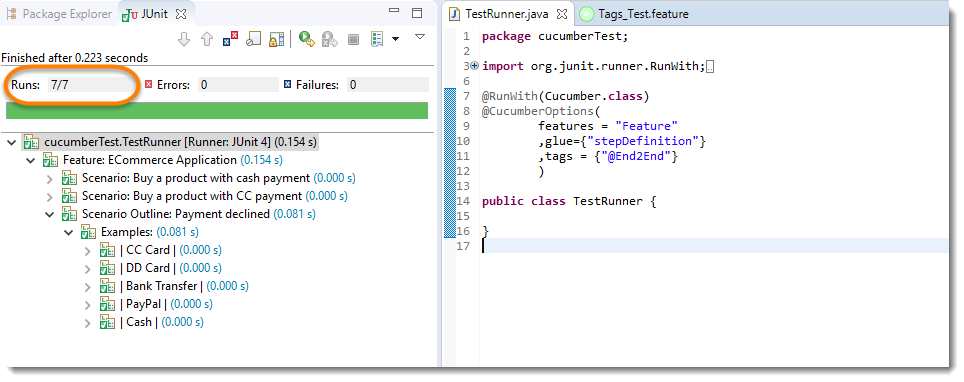 Package Explorer JUnit
Finished after 0.223 seconds
Runs: 7/7 Errors: 0 Failures: 0
cucumberTest.TestRunner [Runner: JUnit 4] (0.154 s)
Feature: ECommerce Application (0.154 s)
Scenario: Buy a product with cash payment (0.000 s)
Scenario: Buy a product with CC payment (0.000 s)
Scenario Outline: Payment declined (0.081 s)
Examples: (0.081 s)
| CC Card | (0.000 s)
| DD Card | (0.000 s)
| Bank Transfer | (0.000 s)
| PayPal | (0.000 s)
| Cash | (0.000 s)
TestRunner.java Tags_Test.feature
1 package cucumberTest;
2
3 import org.junit.runner.RunWith;
6
7 @RunWith(Cucumber.class)
8 @CucumberOptions(
9 features = "Feature"
10 ,glue={"stepDefinition"}
11 ,tags = {"@End2End"}
12 )
13
14 public class TestRunner {
15
16 }
17